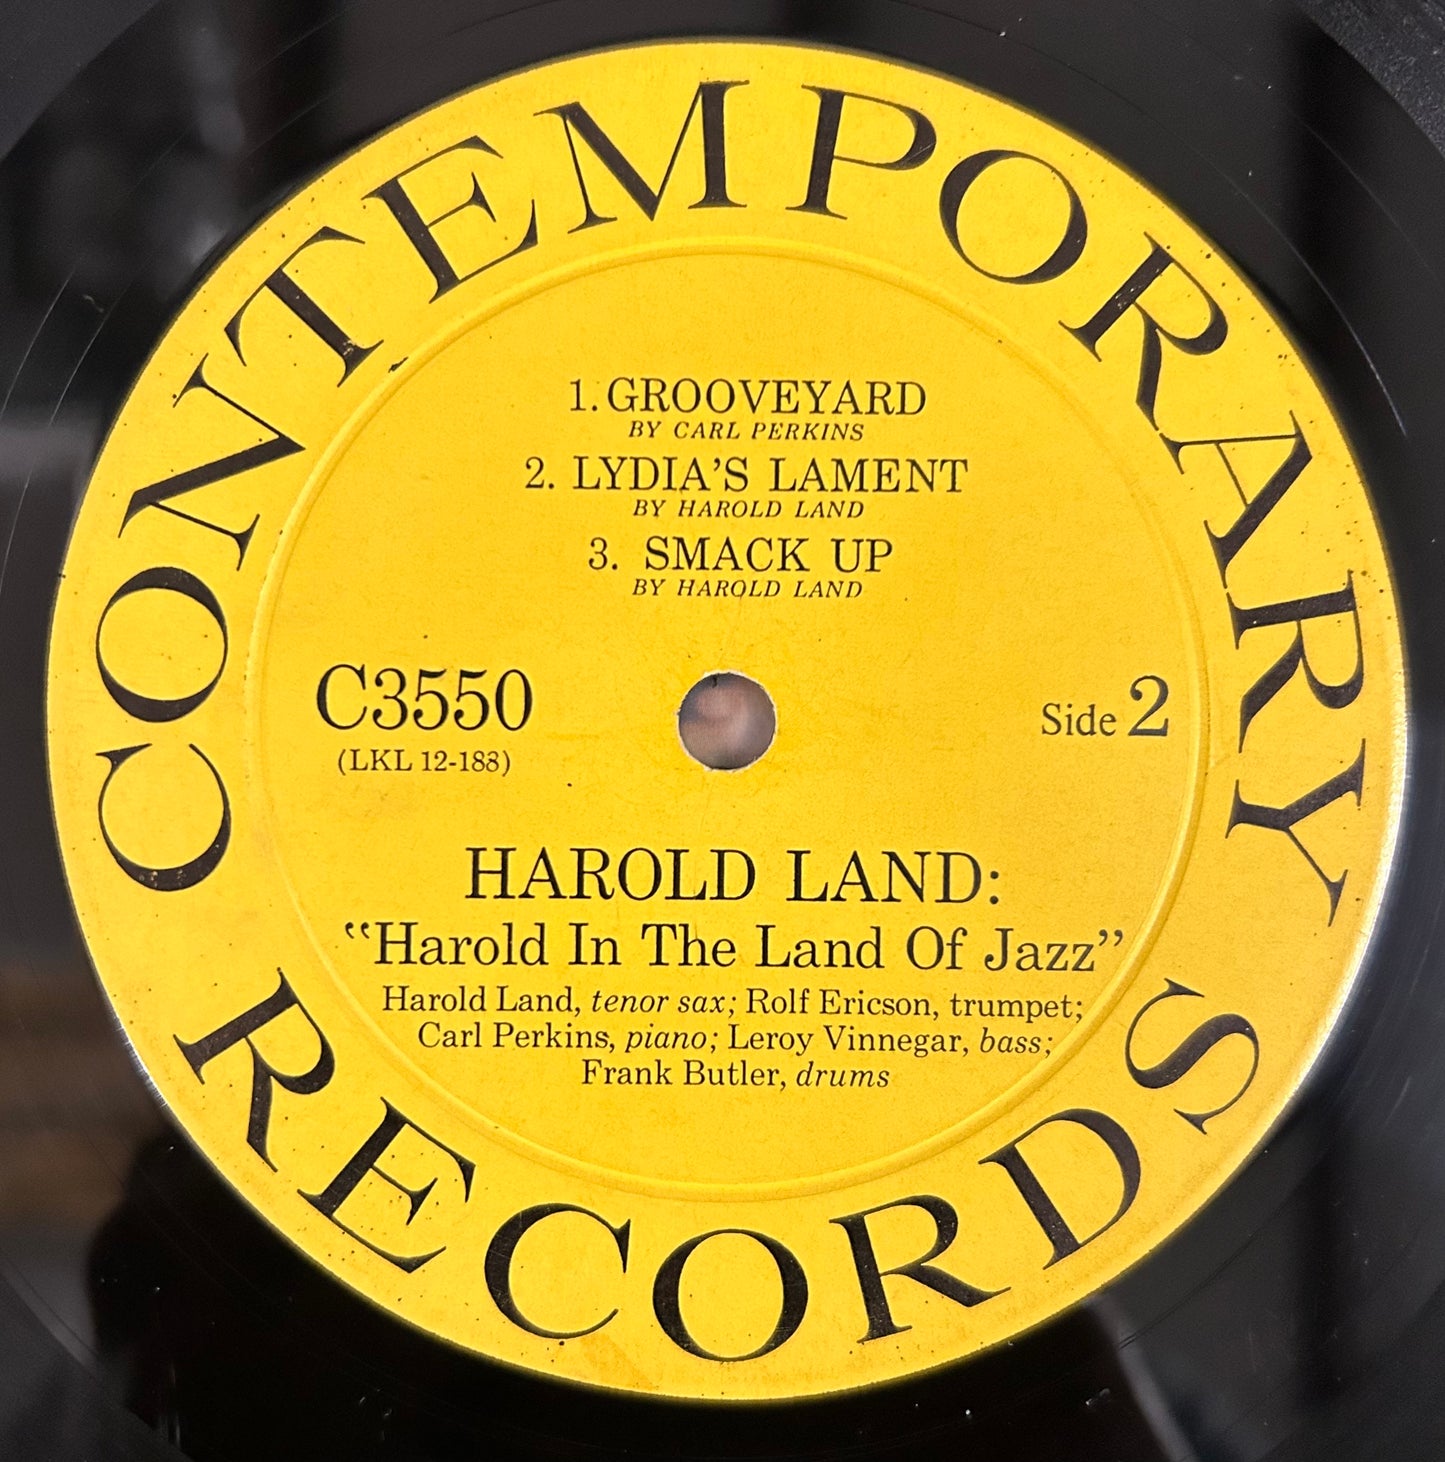 CONTEMPORARY
1. GROOVEYARD
BY CARL PERKINS
2. LYDIA'S LAMENT
BY HAROLD LAND
3. SMACK UP
BY HAROLD LAND
C3550
(LKL 12-188)
Side 2
HAROLD LAND:
“Harold In The Land Of Jazz”
Harold Land, tenor sax; Rolf Ericson, trumpet;
Carl Perkins, piano; Leroy Vinnegar, bass;
Frank Butler, drums
RECORDS